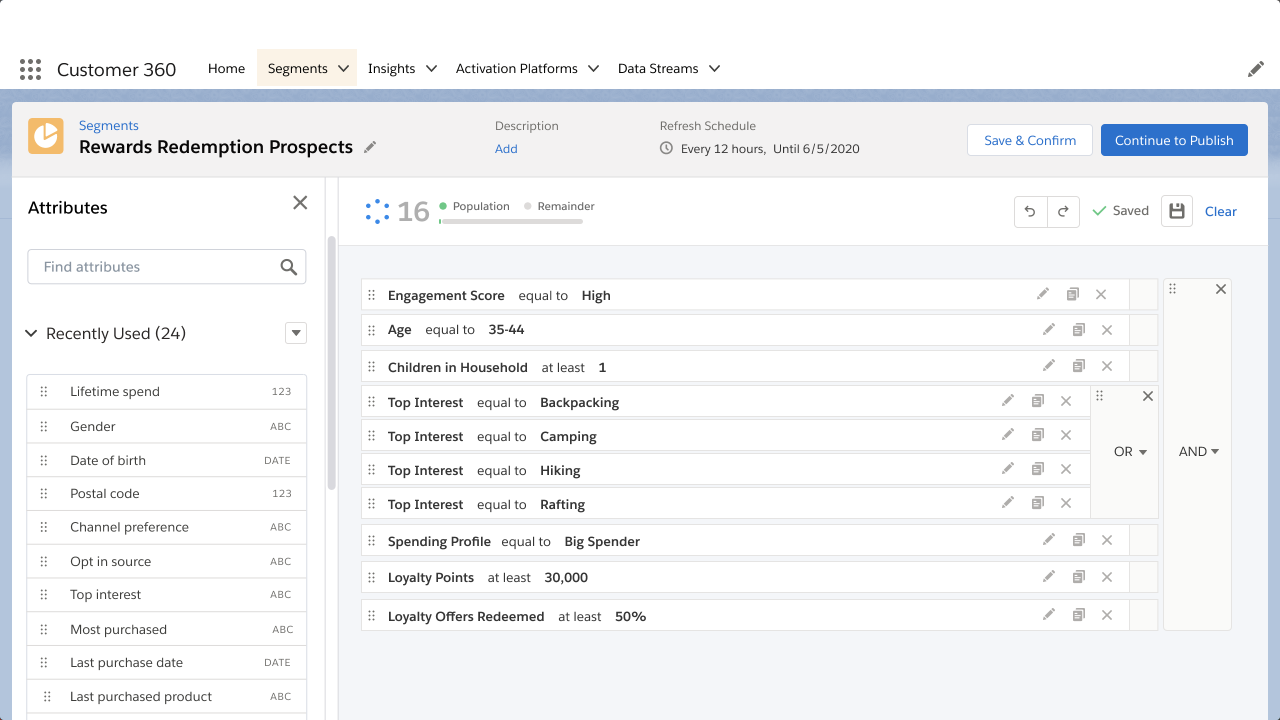 Customer 360 Home Segments Insights Activation Platforms Data Streams
Segments
Rewards Redemption Prospects
Description
Add
Refresh Schedule
Every 12 hours, Until 6/5/2020
Save & Confirm
Continue to Publish
Attributes
Find attributes
Recently Used (24)
Lifetime spend 123
Gender ABC
Date of birth DATE
Postal code 123
Channel preference ABC
Opt in source ABC
Top interest ABC
Most purchased ABC
Last purchase date DATE
Last purchased product ABC
16 Population Remainder
Saved
Clear
Engagement Score equal to High
Age equal to 35-44
Children in Household at least 1
Top Interest equal to Backpacking
Top Interest equal to Camping
Top Interest equal to Hiking
Top Interest equal to Rafting
OR
AND
Spending Profile equal to Big Spender
Loyalty Points at least 30,000
Loyalty Offers Redeemed at least 50%